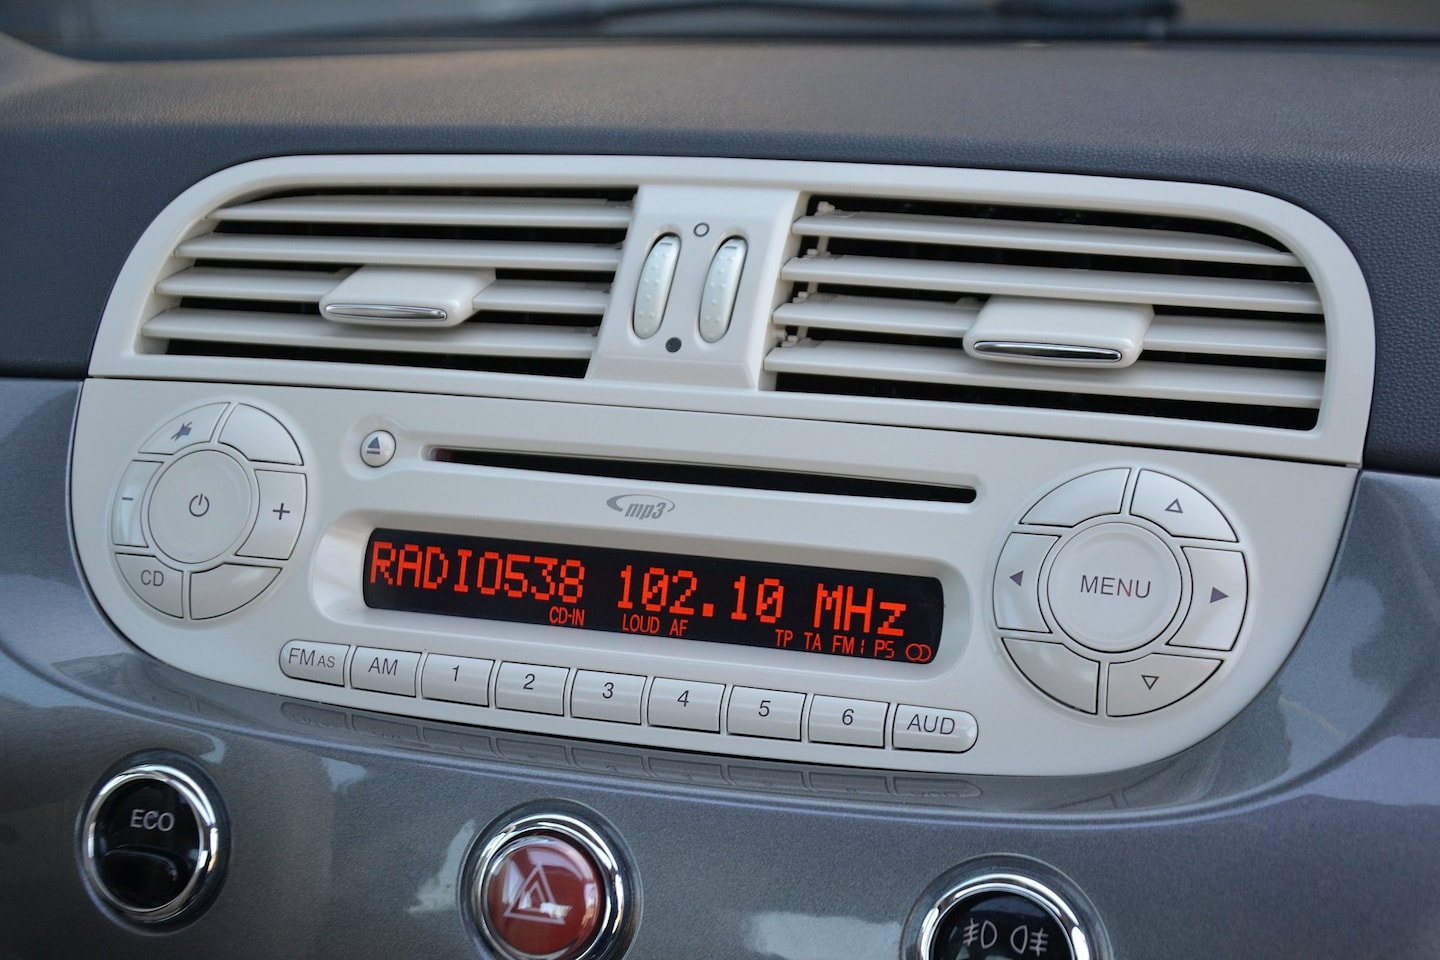 mp3
RADIO538 102.10 MHz
CD-IN LOUD AF TP TA FM1 PS
CD
MENU
FM AS AM 1 2 3 4 5 6 AUD
ECO